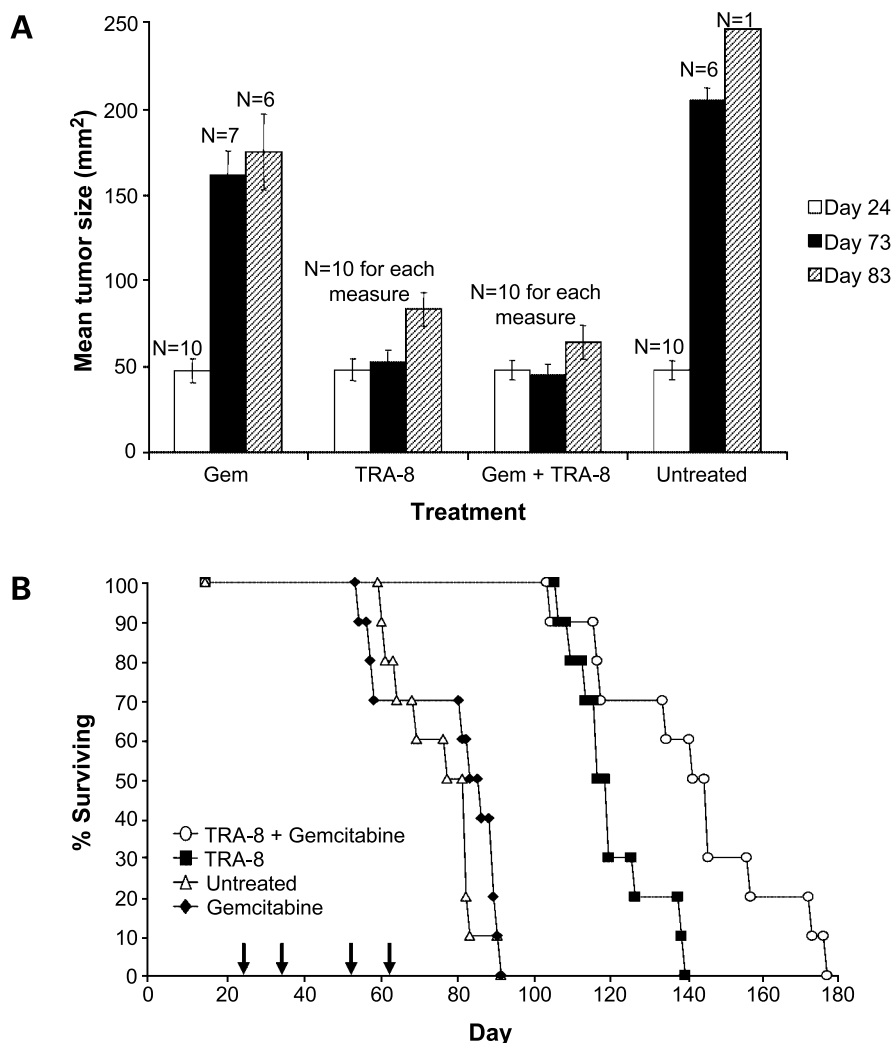 A
Mean tumor size (mm²)
250
200
150
100
50
0
N=10
N=7
N=6
N=10 for each
measure
N=10 for each
measure
N=10
N=6
N=1
Day 24
Day 73
Day 83
Gem
TRA-8
Gem + TRA-8
Untreated
Treatment
B
% Surviving
100
90
80
70
60
50
40
30
20
10
0
TRA-8 + Gemcitabine
TRA-8
Untreated
Gemcitabine
0
20
40
60
80
100
120
140
160
180
Day